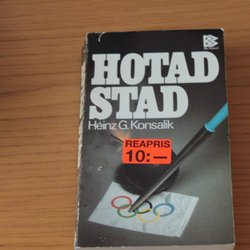 HOTAD
STAD
Heinz G. Konsalik
REAPRIS
10:—